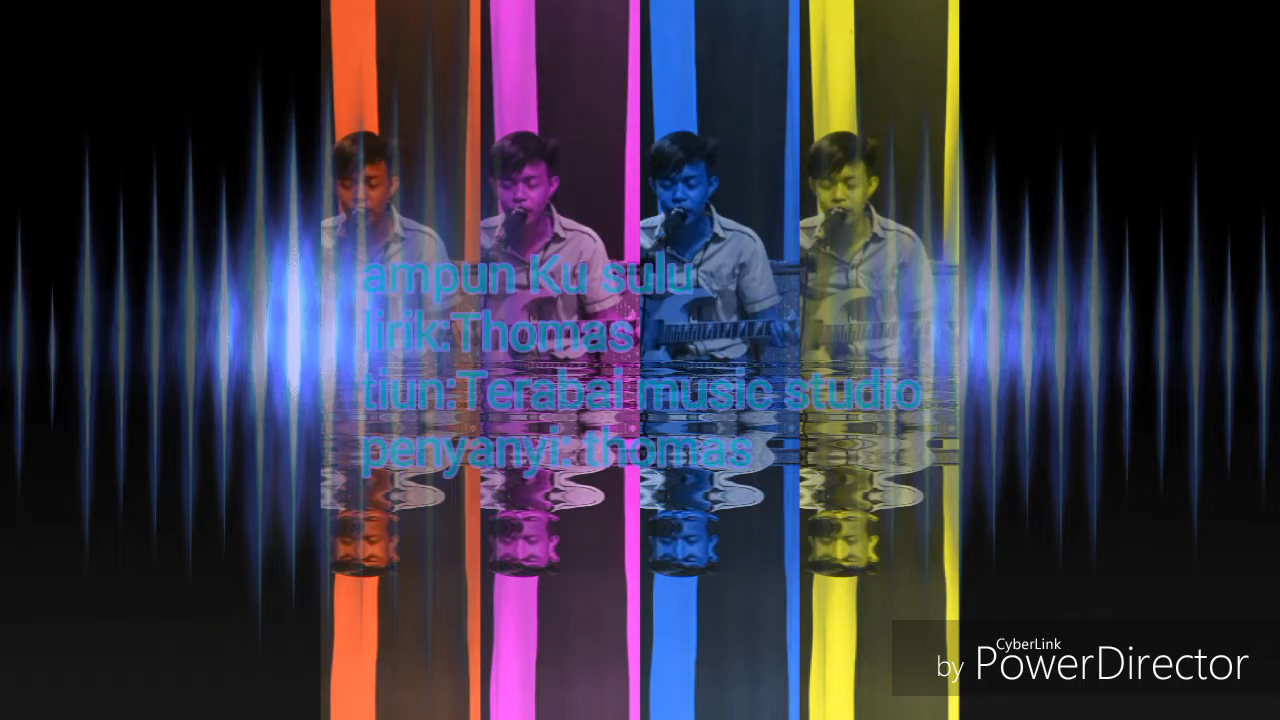 ampun Ku sulu
lirik:Thomas
tiun:Terabai music studio
penyanyi: thomas
CyberLink
by PowerDirector